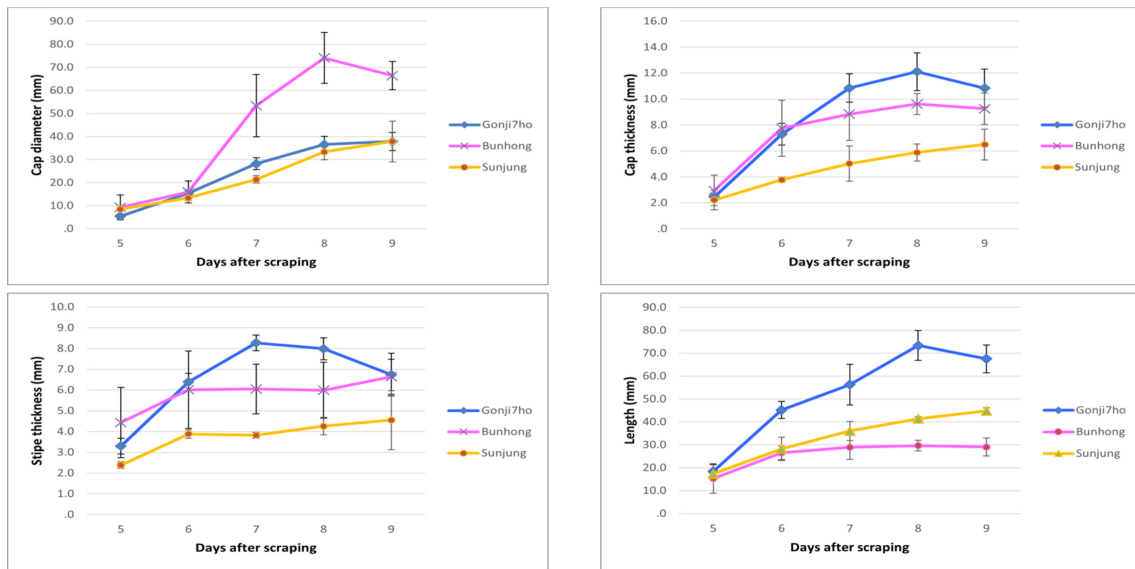 90.0
80.0
70.0
60.0
50.0
40.0
30.0
20.0
10.0
.0
Cap diameter (mm)
5 6 7 8 9
Days after scraping
Gonji7ho
Bunhong
Sunjung
16.0
14.0
12.0
10.0
8.0
6.0
4.0
2.0
.0
Cap thickness (mm)
5 6 7 8 9
Days after scraping
Gonji7ho
Bunhong
Sunjung
10.0
9.0
8.0
7.0
6.0
5.0
4.0
3.0
2.0
1.0
.0
Stipe thickness (mm)
5 6 7 8 9
Days after scraping
Gonji7ho
Bunhong
Sunjung
90.0
80.0
70.0
60.0
50.0
40.0
30.0
20.0
10.0
.0
Length (mm)
5 6 7 8 9
Days after scraping
Gonji7ho
Bunhong
Sunjung